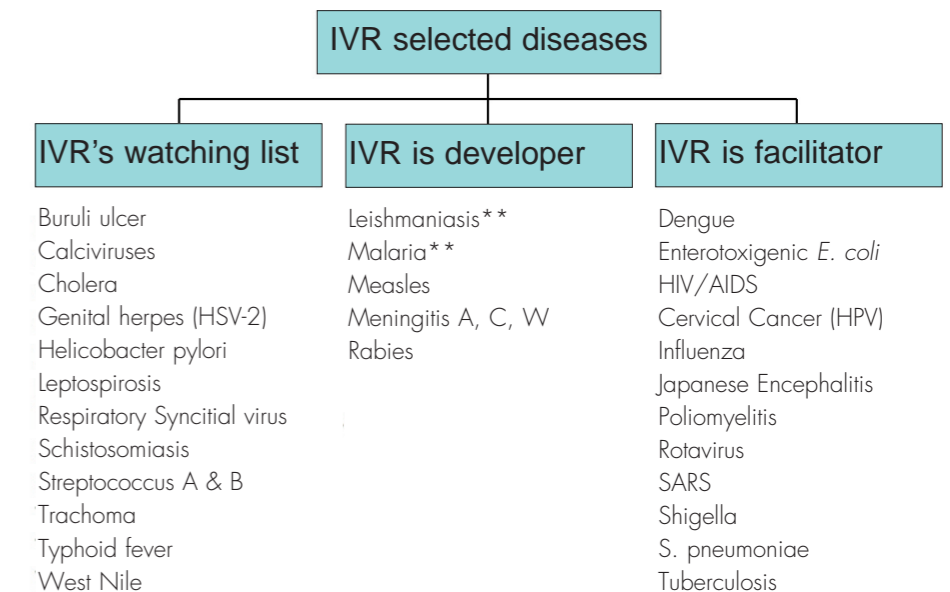 IVR selected diseases
IVR's watching list
Buruli ulcer
Calciviruses
Cholera
Genital herpes (HSV-2)
Helicobacter pylori
Leptospirosis
Respiratory Syncitial virus
Schistosomiasis
Streptococcus A & B
Trachoma
Typhoid fever
West Nile
IVR is developer
Leishmaniasis**
Malaria**
Measles
Meningitis A, C, W
Rabies
IVR is facilitator
Dengue
Enterotoxigenic E. coli
HIV/AIDS
Cervical Cancer (HPV)
Influenza
Japanese Encephalitis
Poliomyelitis
Rotavirus
SARS
Shigella
S. pneumoniae
Tuberculosis